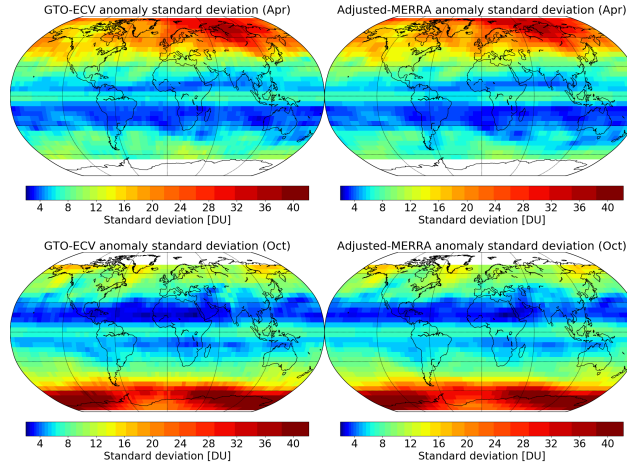 GTO-ECV anomaly standard deviation (Apr)
Adjusted-MERRA anomaly standard deviation (Apr)
4 8 12 16 20 24 28 32 36 40
4 8 12 16 20 24 28 32 36 40
Standard deviation [DU]
Standard deviation [DU]
GTO-ECV anomaly standard deviation (Oct)
Adjusted-MERRA anomaly standard deviation (Oct)
4 8 12 16 20 24 28 32 36 40
4 8 12 16 20 24 28 32 36 40
Standard deviation [DU]
Standard deviation [DU]